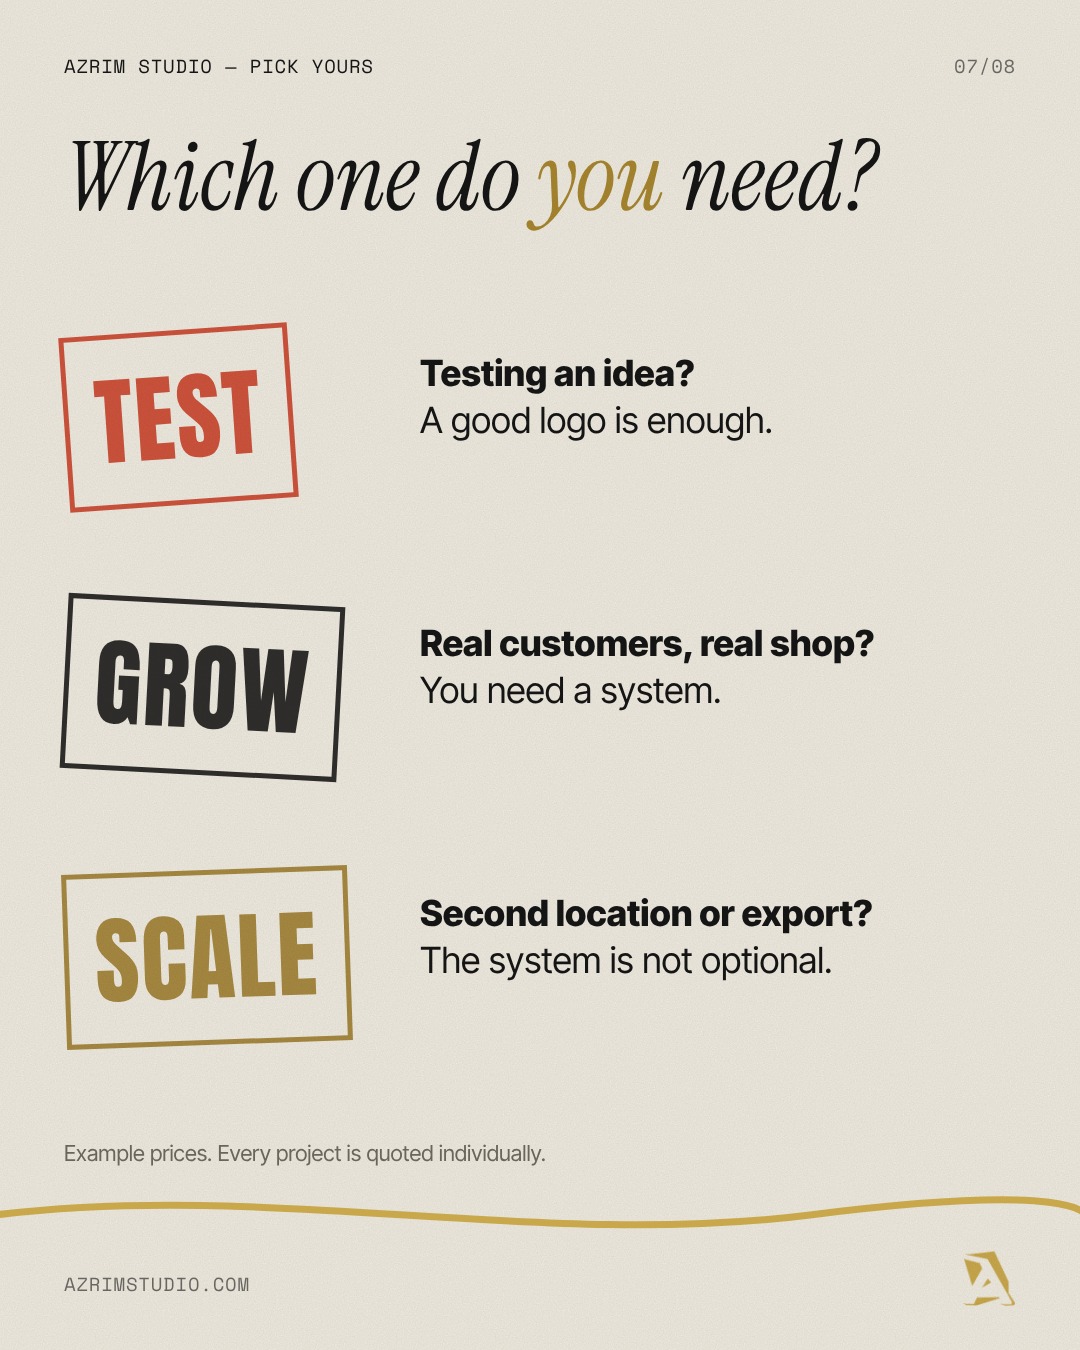 AZRIM STUDIO — PICK YOURS
07/08
Which one do you need?
TEST
Testing an idea?
A good logo is enough.
GROW
Real customers, real shop?
You need a system.
SCALE
Second location or export?
The system is not optional.
Example prices. Every project is quoted individually.
AZRIMSTUDIO.COM